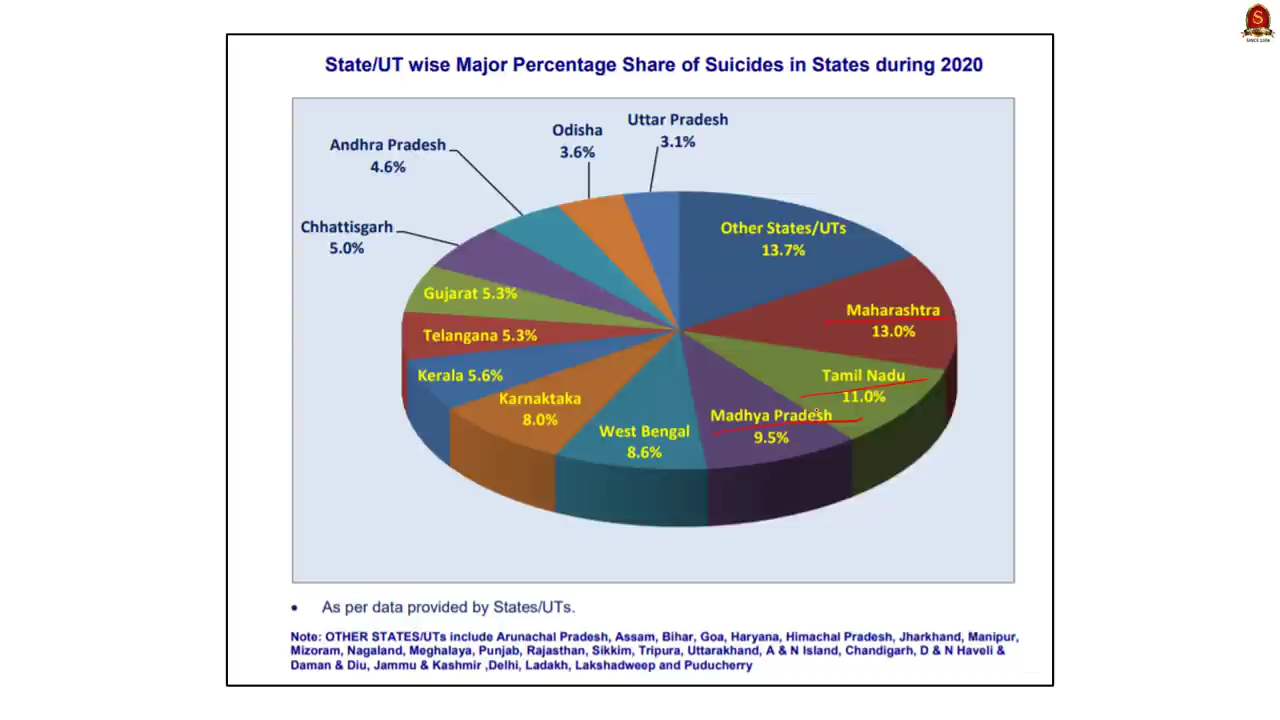 S
SINCE 1924
State/UT wise Major Percentage Share of Suicides in States during 2020
Uttar Pradesh
3.1%
Odisha
3.6%
Andhra Pradesh
4.6%
Chhattisgarh
5.0%
Other States/UTs
13.7%
Gujarat 5.3%
Maharashtra
13.0%
Telangana 5.3%
Kerala 5.6%
Tamil Nadu
11.0%
Karnaktaka
8.0%
Madhya Pradesh
9.5%
West Bengal
8.6%
• As per data provided by States/UTs.
Note: OTHER STATES/UTs include Arunachal Pradesh, Assam, Bihar, Goa, Haryana, Himachal Pradesh, Jharkhand, Manipur,
Mizoram, Nagaland, Meghalaya, Punjab, Rajasthan, Sikkim, Tripura, Uttarakhand, A & N Island, Chandigarh, D & N Haveli &
Daman & Diu, Jammu & Kashmir ,Delhi, Ladakh, Lakshadweep and Puducherry